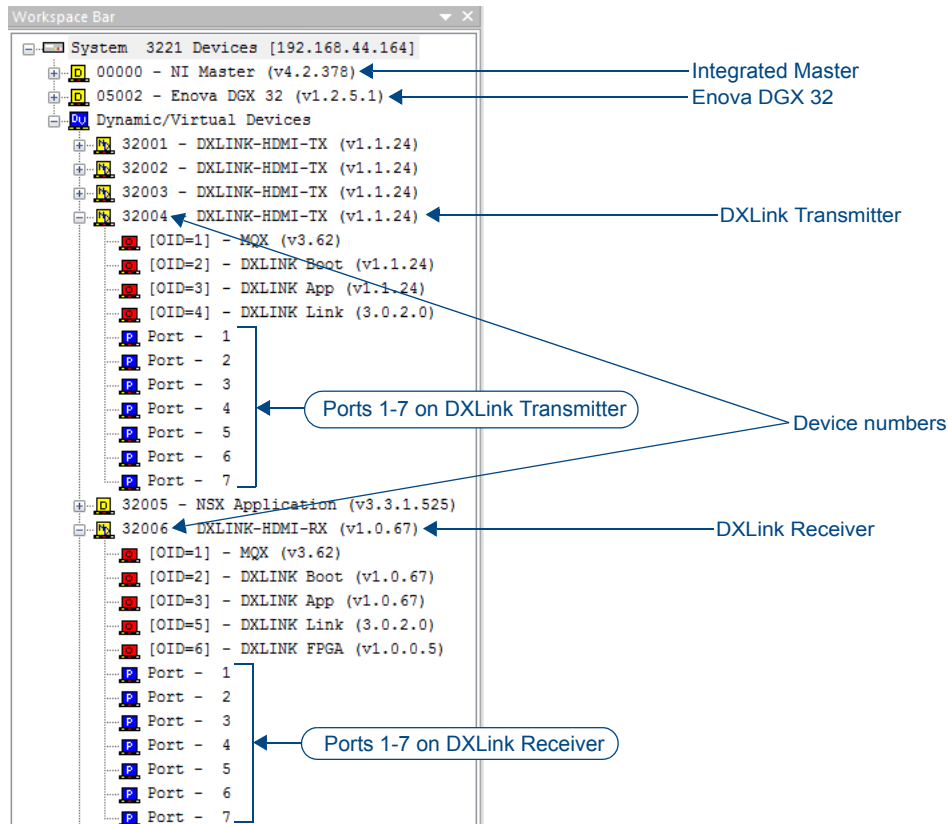 Workspace Bar
System 3221 Devices [192.168.44.164]
00000 - NI Master (v4.2.378)
Integrated Master
05002 - Enova DGX 32 (v1.2.5.1)
Enova DGX 32
Dynamic/Virtual Devices
32001 - DXLINK-HDMI-TX (v1.1.24)
32002 - DXLINK-HDMI-TX (v1.1.24)
32003 - DXLINK-HDMI-TX (v1.1.24)
32004 - DXLINK-HDMI-TX (v1.1.24)
DXLink Transmitter
[OID=1] - MQX (v3.62)
[OID=2] - DXLINK Boot (v1.1.24)
[OID=3] - DXLINK App (v1.1.24)
[OID=4] - DXLINK Link (3.0.2.0)
Port - 1
Port - 2
Port - 3
Port - 4
Ports 1-7 on DXLink Transmitter
Port - 5
Device numbers
Port - 6
Port - 7
32005 - NSX Application (v3.3.1.525)
32006 - DXLINK-HDMI-RX (v1.0.67)
DXLink Receiver
[OID=1] - MQX (v3.62)
[OID=2] - DXLINK Boot (v1.0.67)
[OID=3] - DXLINK App (v1.0.67)
[OID=5] - DXLINK Link (3.0.2.0)
[OID=6] - DXLINK FPGA (v1.0.0.5)
Port - 1
Port - 2
Port - 3
Port - 4
Ports 1-7 on DXLink Receiver
Port - 5
Port - 6
Port - 7